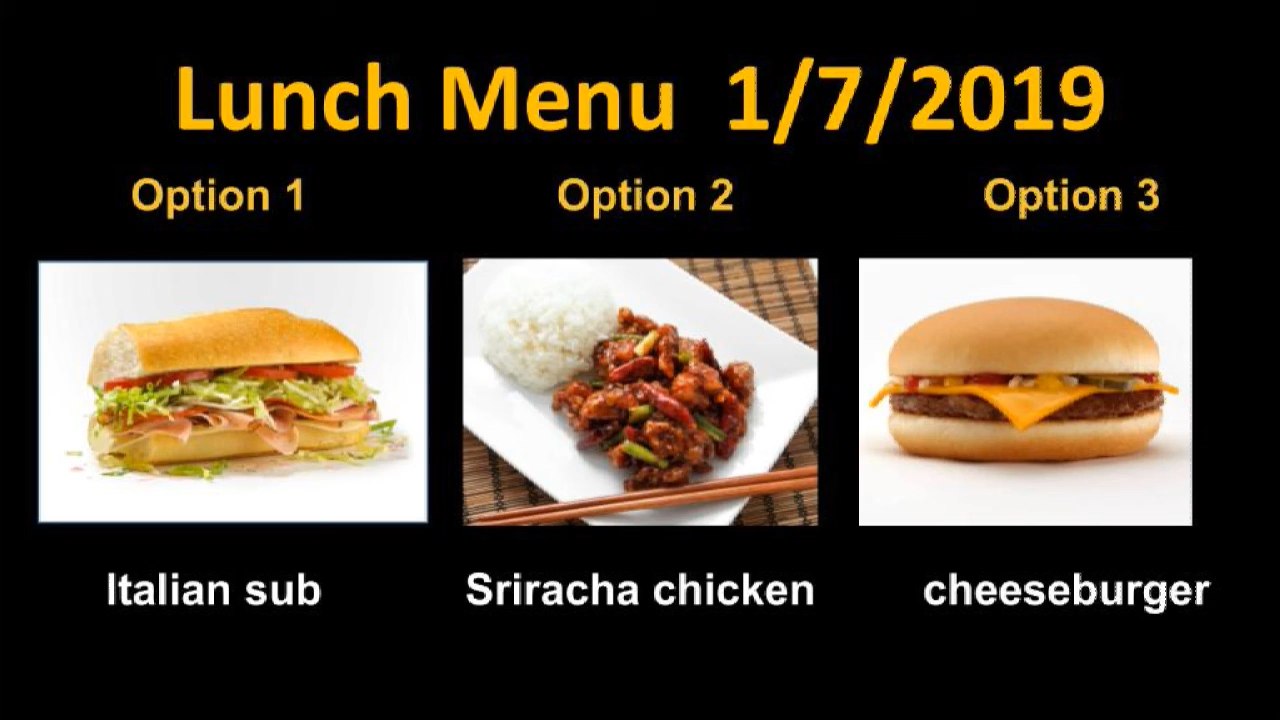 Lunch Menu 1/7/2019
Option 1
Option 2
Option 3
Italian sub
Sriracha chicken
cheeseburger